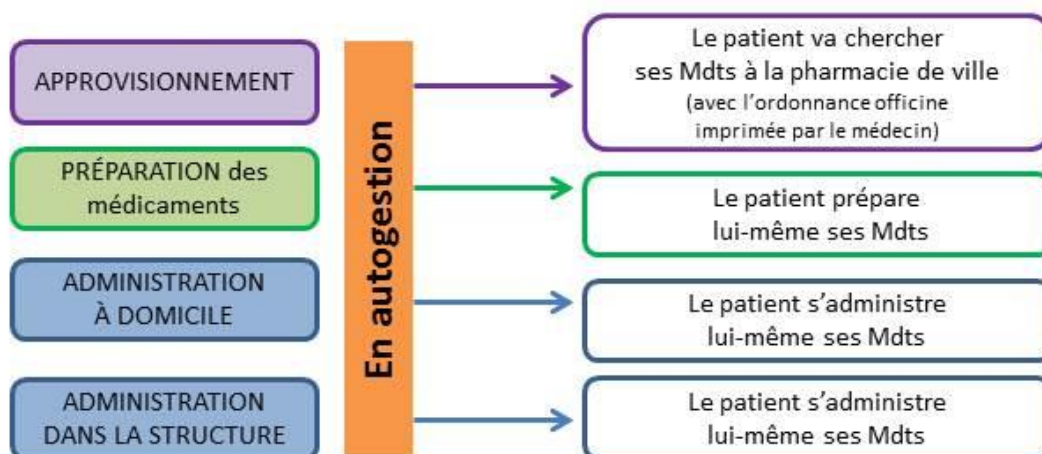 APPROVISIONNEMENT
PRÉPARATION des
médicaments
ADMINISTRATION
À DOMICILE
ADMINISTRATION
DANS LA STRUCTURE
En autogestion
Le patient va chercher
ses Mdts à la pharmacie de ville
(avec l'ordonnance officine
imprimée par le médecin)
Le patient prépare
lui-même ses Mdts
Le patient s'administre
lui-même ses Mdts
Le patient s'administre
lui-même ses Mdts